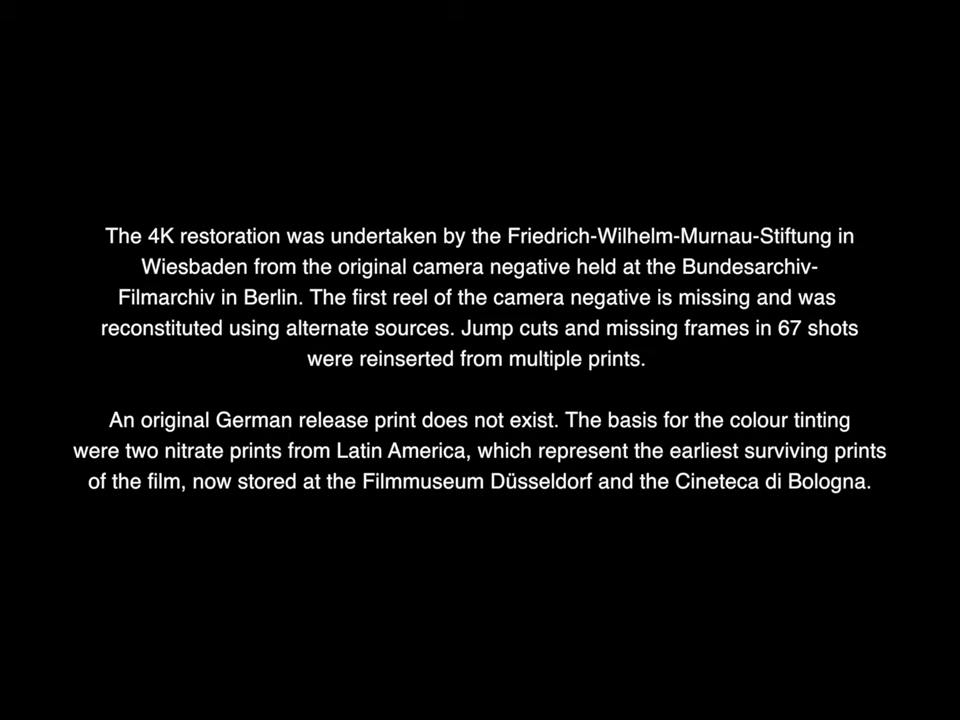 The 4K restoration was undertaken by the Friedrich-Wilhelm-Murnau-Stiftung in
Wiesbaden from the original camera negative held at the Bundesarchiv-
Filmarchiv in Berlin. The first reel of the camera negative is missing and was
reconstituted using alternate sources. Jump cuts and missing frames in 67 shots
were reinserted from multiple prints.
An original German release print does not exist. The basis for the colour tinting
were two nitrate prints from Latin America, which represent the earliest surviving prints
of the film, now stored at the Filmmuseum Düsseldorf and the Cineteca di Bologna.